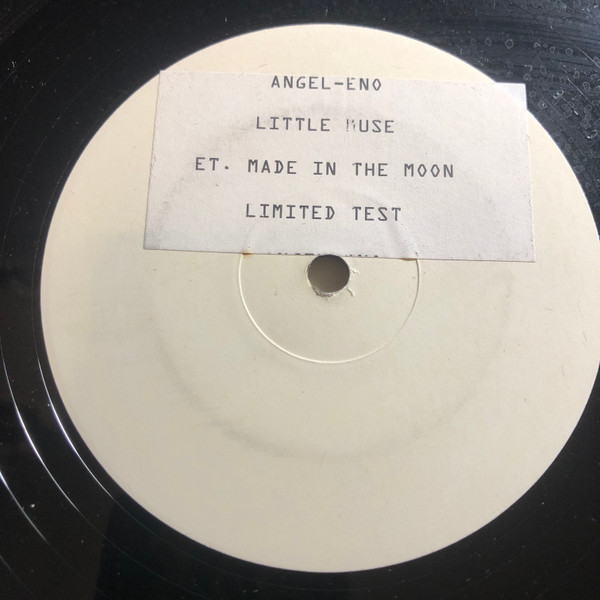 ANGEL-ENO
LITTLE MUSE
ET. MADE IN THE MOON
LIMITED TEST